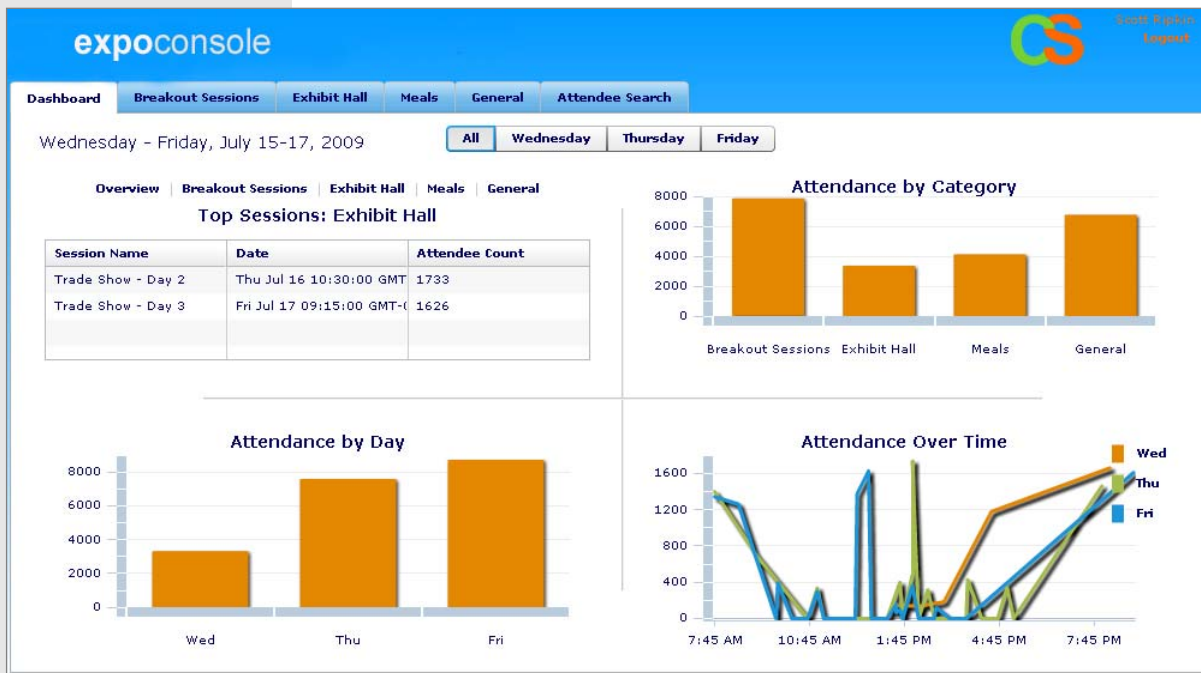 expoconsole
CS
Scott Ripkin
Logout
Dashboard Breakout Sessions Exhibit Hall Meals General Attendee Search
Wednesday - Friday, July 15-17, 2009
All Wednesday Thursday Friday
Overview Breakout Sessions Exhibit Hall Meals General
Top Sessions: Exhibit Hall
Session Name Date Attendee Count
Trade Show - Day 2 Thu Jul 16 10:30:00 GMT 1733
Trade Show - Day 3 Fri Jul 17 09:15:00 GMT-( 1626
Attendance by Category
8000
6000
4000
2000
0
Breakout Sessions Exhibit Hall Meals General
Attendance by Day
8000
6000
4000
2000
0
Wed Thu Fri
Attendance Over Time
1600
1200
800
400
0
7:45 AM 10:45 AM 1:45 PM 4:45 PM 7:45 PM
Wed
Thu
Fri